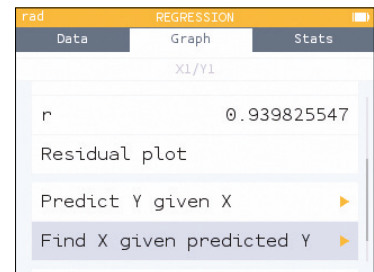 rad REGRESSION
Data Graph Stats
X1/Y1
r 0.939825547
Residual plot
Predict Y given X
Find X given predicted Y